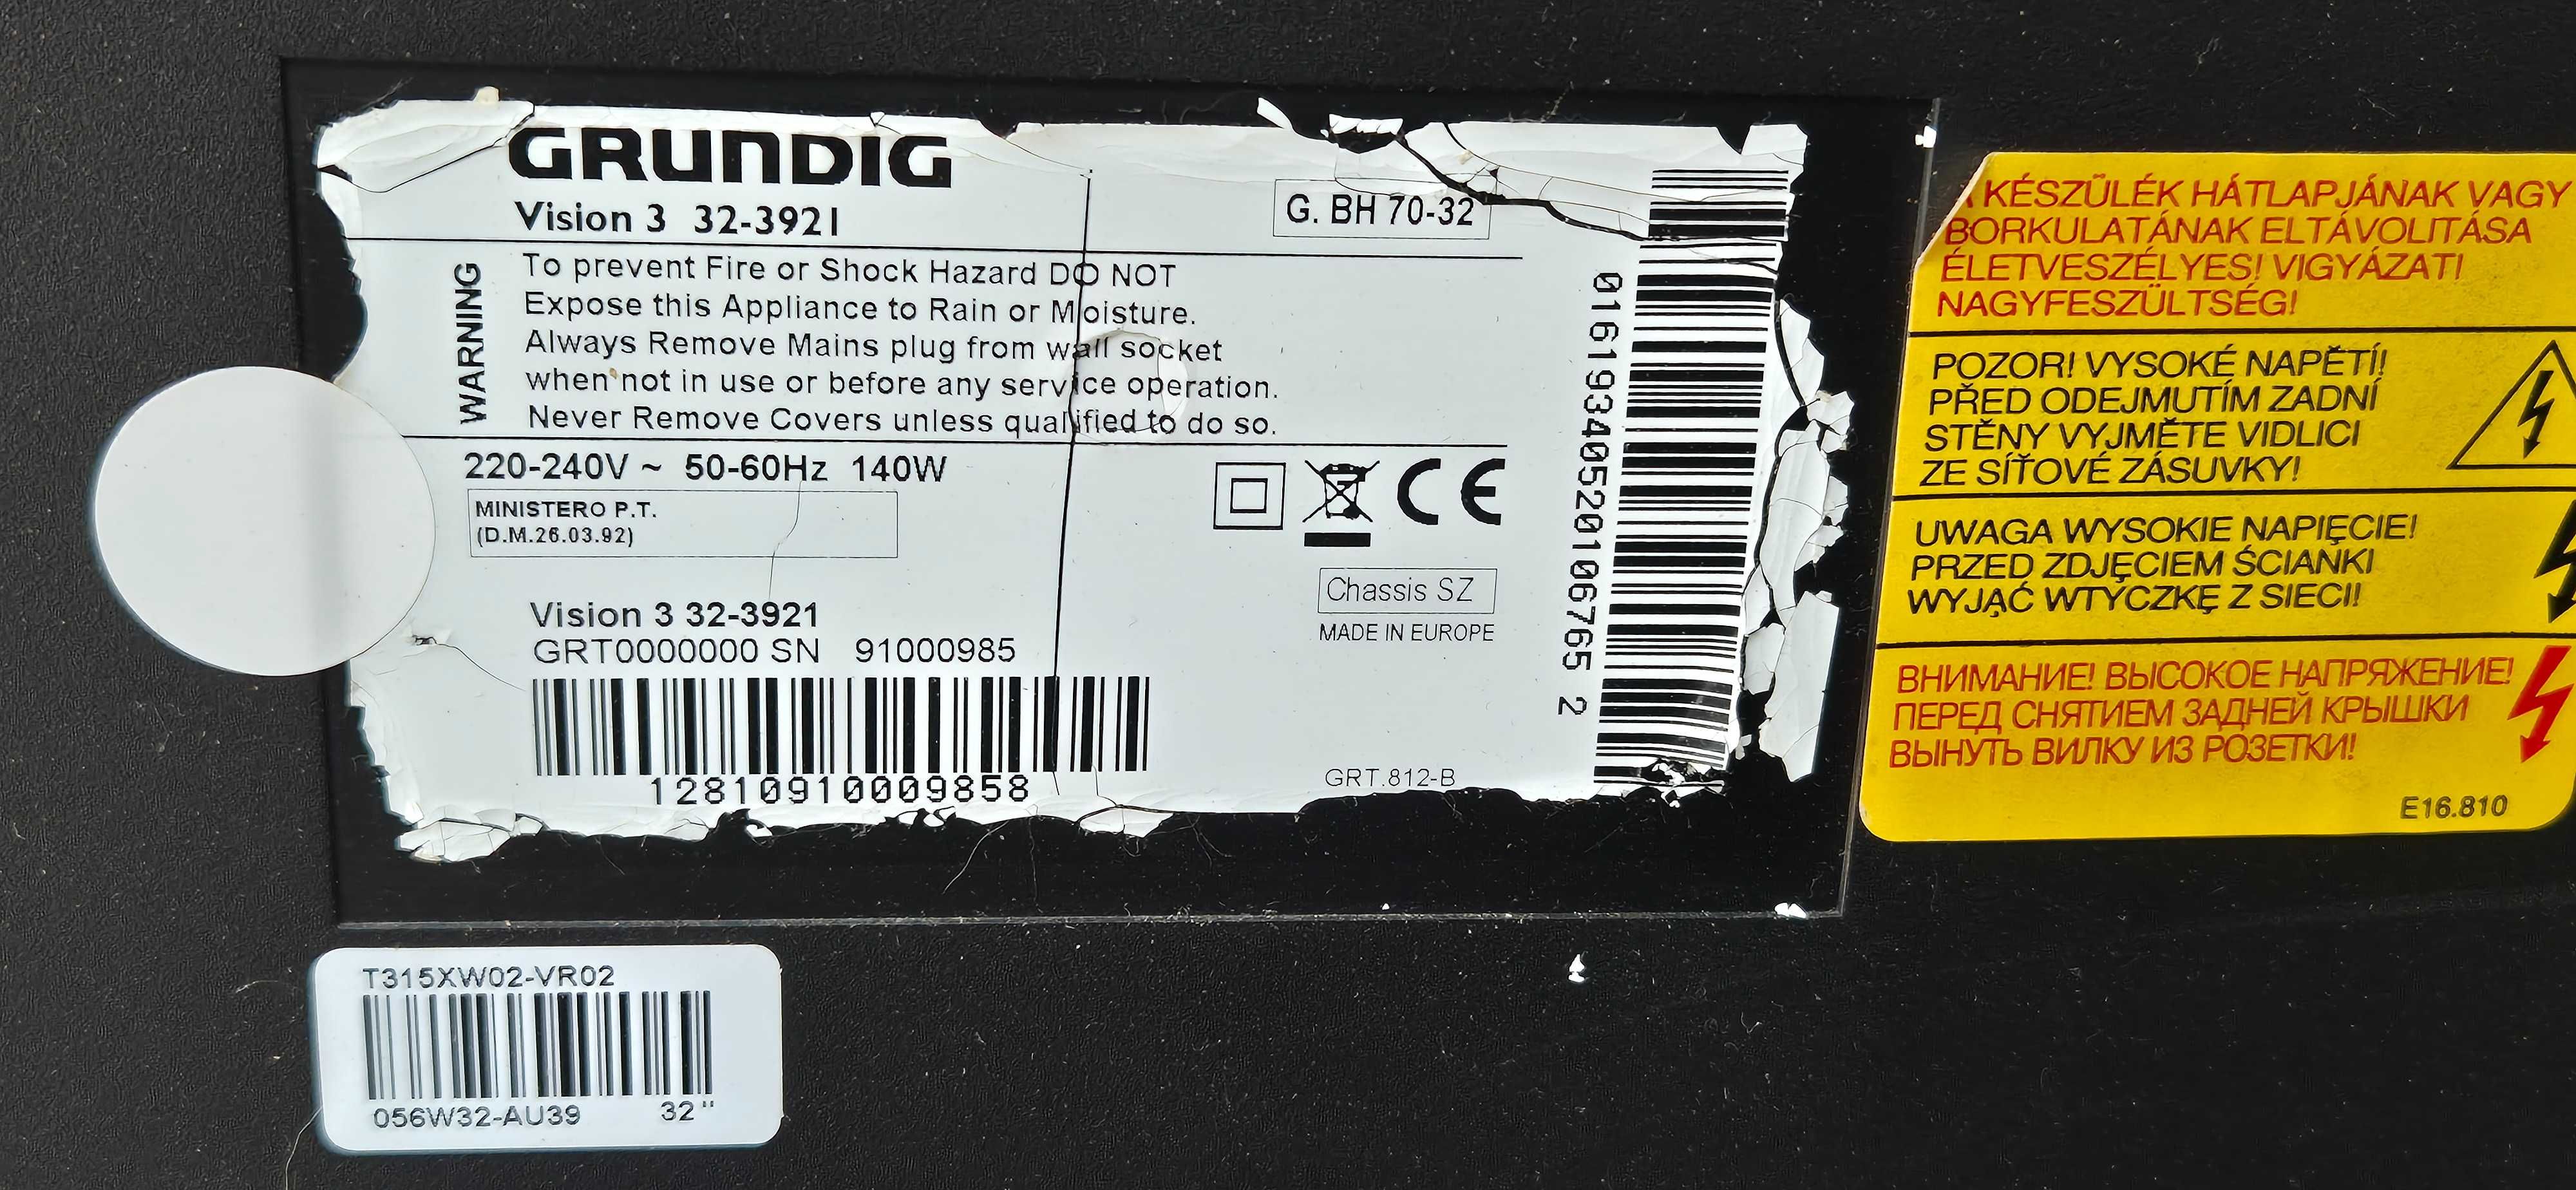 GRUNDIG
Vision 3 32-3921
G. BH 70-32
WARNING
To prevent Fire or Shock Hazard DO NOT
Expose this Appliance to Rain or Moisture.
Always Remove Mains plug from wall socket
when not in use or before any service operation.
Never Remove Covers unless qualified to do so.
220-240V ~ 50-60Hz 140W
MINISTERO P.T.
(D.M.26.03.92)
CE
Chassis SZ
MADE IN EUROPE
Vision 3 32-3921
GRT0000000 SN 91000985
12810910009858
GRT.812-B
01619340520106765 2
T315XW02-VR02
056W32-AU39 32"
KÉSZÜLÉK HÁTLAPJÁNAK VAGY
BORKULATÁNAK ELTÁVOLITÁSA
ÉLETVESZÉLYES! VIGYÁZAT!
NAGYFESZÜLTSÉG!
POZOR! VYSOKÉ NAPĚTÍ!
PŘED ODEJMUTÍM ZADNÍ
STĚNY VYJMĚTE VIDLICI
ZE SÍŤOVÉ ZÁSUVKY!
UWAGA WYSOKIE NAPIĘCIE!
PRZED ZDJĘCIEM ŚCIANKI
WYJĄĆ WTYCZKĘ Z SIECI!
ВНИМАНИЕ! ВЫСОКОЕ НАПРЯЖЕНИЕ!
ПЕРЕД СНЯТИЕМ ЗАДНЕЙ КРЫШКИ
ВЫНУТЬ ВИЛКУ ИЗ РОЗЕТКИ!
E16.810